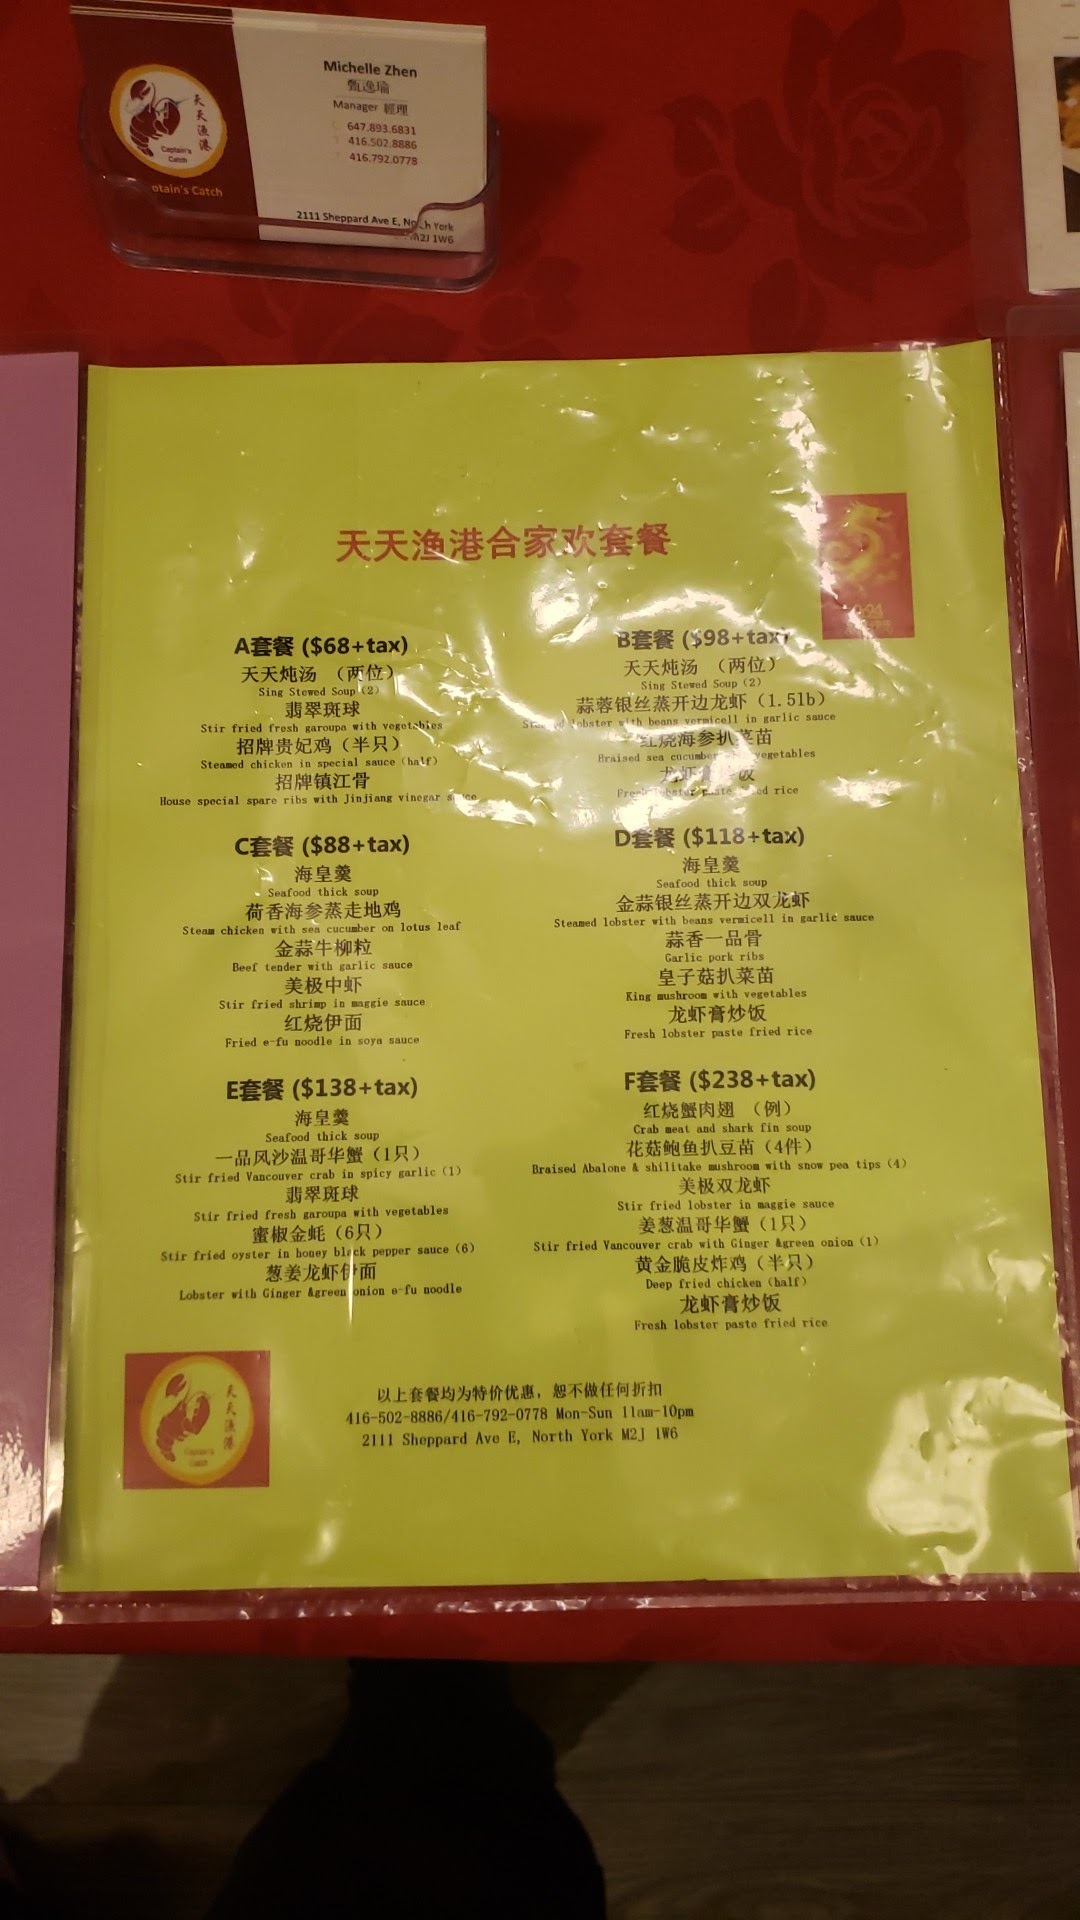 Michelle Zhen
甄逸瑜
Manager 經理
647.893.6831
416.502.8886
416.792.0778
2111 Sheppard Ave E, North York
M2J 1W6
天天漁港
Captain's
Catch
otain's Catch
天天渔港合家欢套餐
A套餐 ($68+tax)
天天炖汤 （两位）
Sing Stewed Soup（2）
翡翠斑球
Stir fried fresh garoupa with vegetables
招牌贵妃鸡（半只）
Steamed chicken in special sauce（half）
招牌镇江骨
House special spare ribs with Jinjiang vinegar sauce
B套餐 ($98+tax)
天天炖汤 （两位）
Sing Stewed Soup（2）
蒜蓉银丝蒸开边龙虾（1.5lb）
Steamed lobster with beans vermicell in garlic sauce
红烧海参扒菜苗
Braised sea cucumber with vegetables
龙虾膏炒饭
Fresh lobster paste fried rice
C套餐 ($88+tax)
海皇羹
Seafood thick soup
荷香海参蒸走地鸡
Steam chicken with sea cucumber on lotus leaf
金蒜牛柳粒
Beef tender with garlic sauce
美极中虾
Stir fried shrimp in maggie sauce
红烧伊面
Fried e-fu noodle in soya sauce
D套餐 ($118+tax)
海皇羹
Seafood thick soup
金蒜银丝蒸开边双龙虾
Steamed lobster with beans vermicell in garlic sauce
蒜香一品骨
Garlic pork ribs
皇子菇扒菜苗
King mushroom with vegetables
龙虾膏炒饭
Fresh lobster paste fried rice
E套餐 ($138+tax)
海皇羹
Seafood thick soup
一品风沙温哥华蟹（1只）
Stir fried Vancouver crab in spicy garlic（1）
翡翠斑球
Stir fried fresh garoupa with vegetables
蜜椒金蚝（6只）
Stir fried oyster in honey black pepper sauce（6）
葱姜龙虾伊面
Lobster with Ginger &green onion e-fu noodle
F套餐 ($238+tax)
红烧蟹肉翅 （例）
Crab meat and shark fin soup
花菇鲍鱼扒豆苗（4件）
Braised Abalone & shilitake mushroom with snow pea tips（4）
美极双龙虾
Stir fried lobster in maggie sauce
姜葱温哥华蟹（1只）
Stir fried Vancouver crab with Ginger &green onion（1）
黄金脆皮炸鸡（半只）
Deep fried chicken（half）
龙虾膏炒饭
Fresh lobster paste fried rice
以上套餐均为特价优惠，恕不做任何折扣
416-502-8886/416-792-0778 Mon-Sun 11am-10pm
2111 Sheppard Ave E, North York M2J 1W6
天天漁港
Captain's
Catch